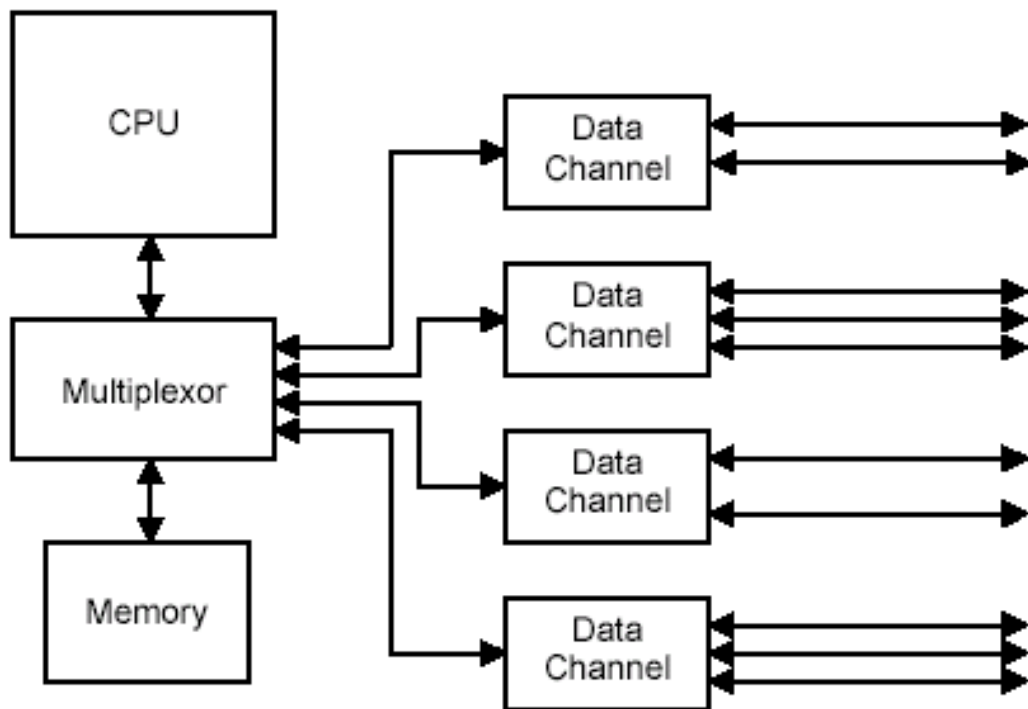 CPU
Data
Channel
Data
Channel
Multiplexor
Data
Channel
Memory
Data
Channel